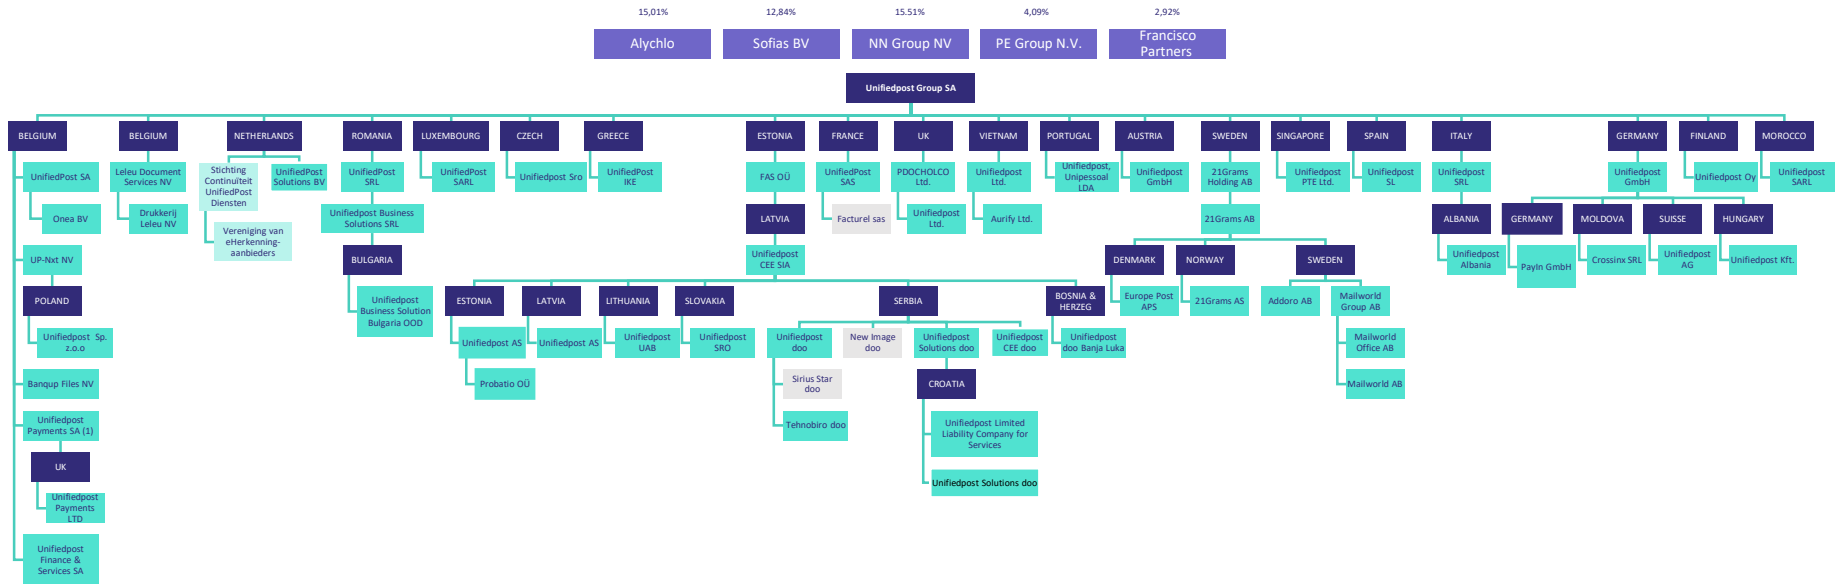 15,01%
12,84%
15.51%
4,09%
2,92%
Alychlo
Sofias BV
NN Group NV
PE Group N.V.
Francisco
Partners
Unifiedpost Group SA
BELGIUM
BELGIUM
NETHERLANDS
ROMANIA
LUXEMBOURG
CZECH
GREECE
ESTONIA
FRANCE
UK
VIETNAM
PORTUGAL
AUSTRIA
SWEDEN
SINGAPORE
SPAIN
ITALY
GERMANY
FINLAND
MOROCCO
UnifiedPost SA
Leleu Document
Services NV
Stichting
Continuïteit
UnifiedPost
Diensten
UnifiedPost
Solutions BV
UnifiedPost
SRL
UnifiedPost
SARL
Unifiedpost Sro
UnifiedPost
IKE
FAS OÜ
UnifiedPost
SAS
PDOCHOLCO
Ltd.
Unifiedpost
Ltd.
Unifiedpost,
Unipessoal
LDA
Unifiedpost
GmbH
21Grams
Holding AB
Unifiedpost
PTE Ltd.
Unifiedpost
SL
Unifiedpost
SRL
Unifiedpost
GmbH
Unifiedpost Oy
Unifiedpost
SARL
Onea BV
Drukkerij
Leleu NV
Vereniging van
eHerkenning-
aanbieders
Unifiedpost Business
Solutions SRL
LATVIA
Facturel sas
Unifiedpost
Ltd.
Aurify Ltd.
21Grams AB
ALBANIA
GERMANY
MOLDOVA
SUISSE
HUNGARY
UP-Nxt NV
BULGARIA
Unifiedpost
CEE SIA
DENMARK
NORWAY
SWEDEN
Unifiedpost
Albania
PayIn GmbH
Crossinx SRL
Unifiedpost
AG
Unifiedpost Kft.
POLAND
Unifiedpost
Business Solution
Bulgaria OOD
ESTONIA
LATVIA
LITHUANIA
SLOVAKIA
SERBIA
BOSNIA &
HERZEG
Europe Post
APS
21Grams AS
Addoro AB
Mailworld
Group AB
Unifiedpost Sp.
z.o.o
Unifiedpost AS
Unifiedpost AS
Unifiedpost
UAB
Unifiedpost
SRO
Unifiedpost
doo
New Image
doo
Unifiedpost
Solutions doo
Unifiedpost
CEE doo
Unifiedpost
doo Banja Luka
Mailworld
Office AB
Banqup Files NV
Probatio OÜ
Sirius Star
doo
CROATIA
Mailworld AB
Unifiedpost
Payments SA (1)
Tehnobiro doo
Unifiedpost Limited
Liability Company for
Services
UK
Unifiedpost Solutions doo
Unifiedpost
Payments
LTD
Unifiedpost
Finance &
Services SA